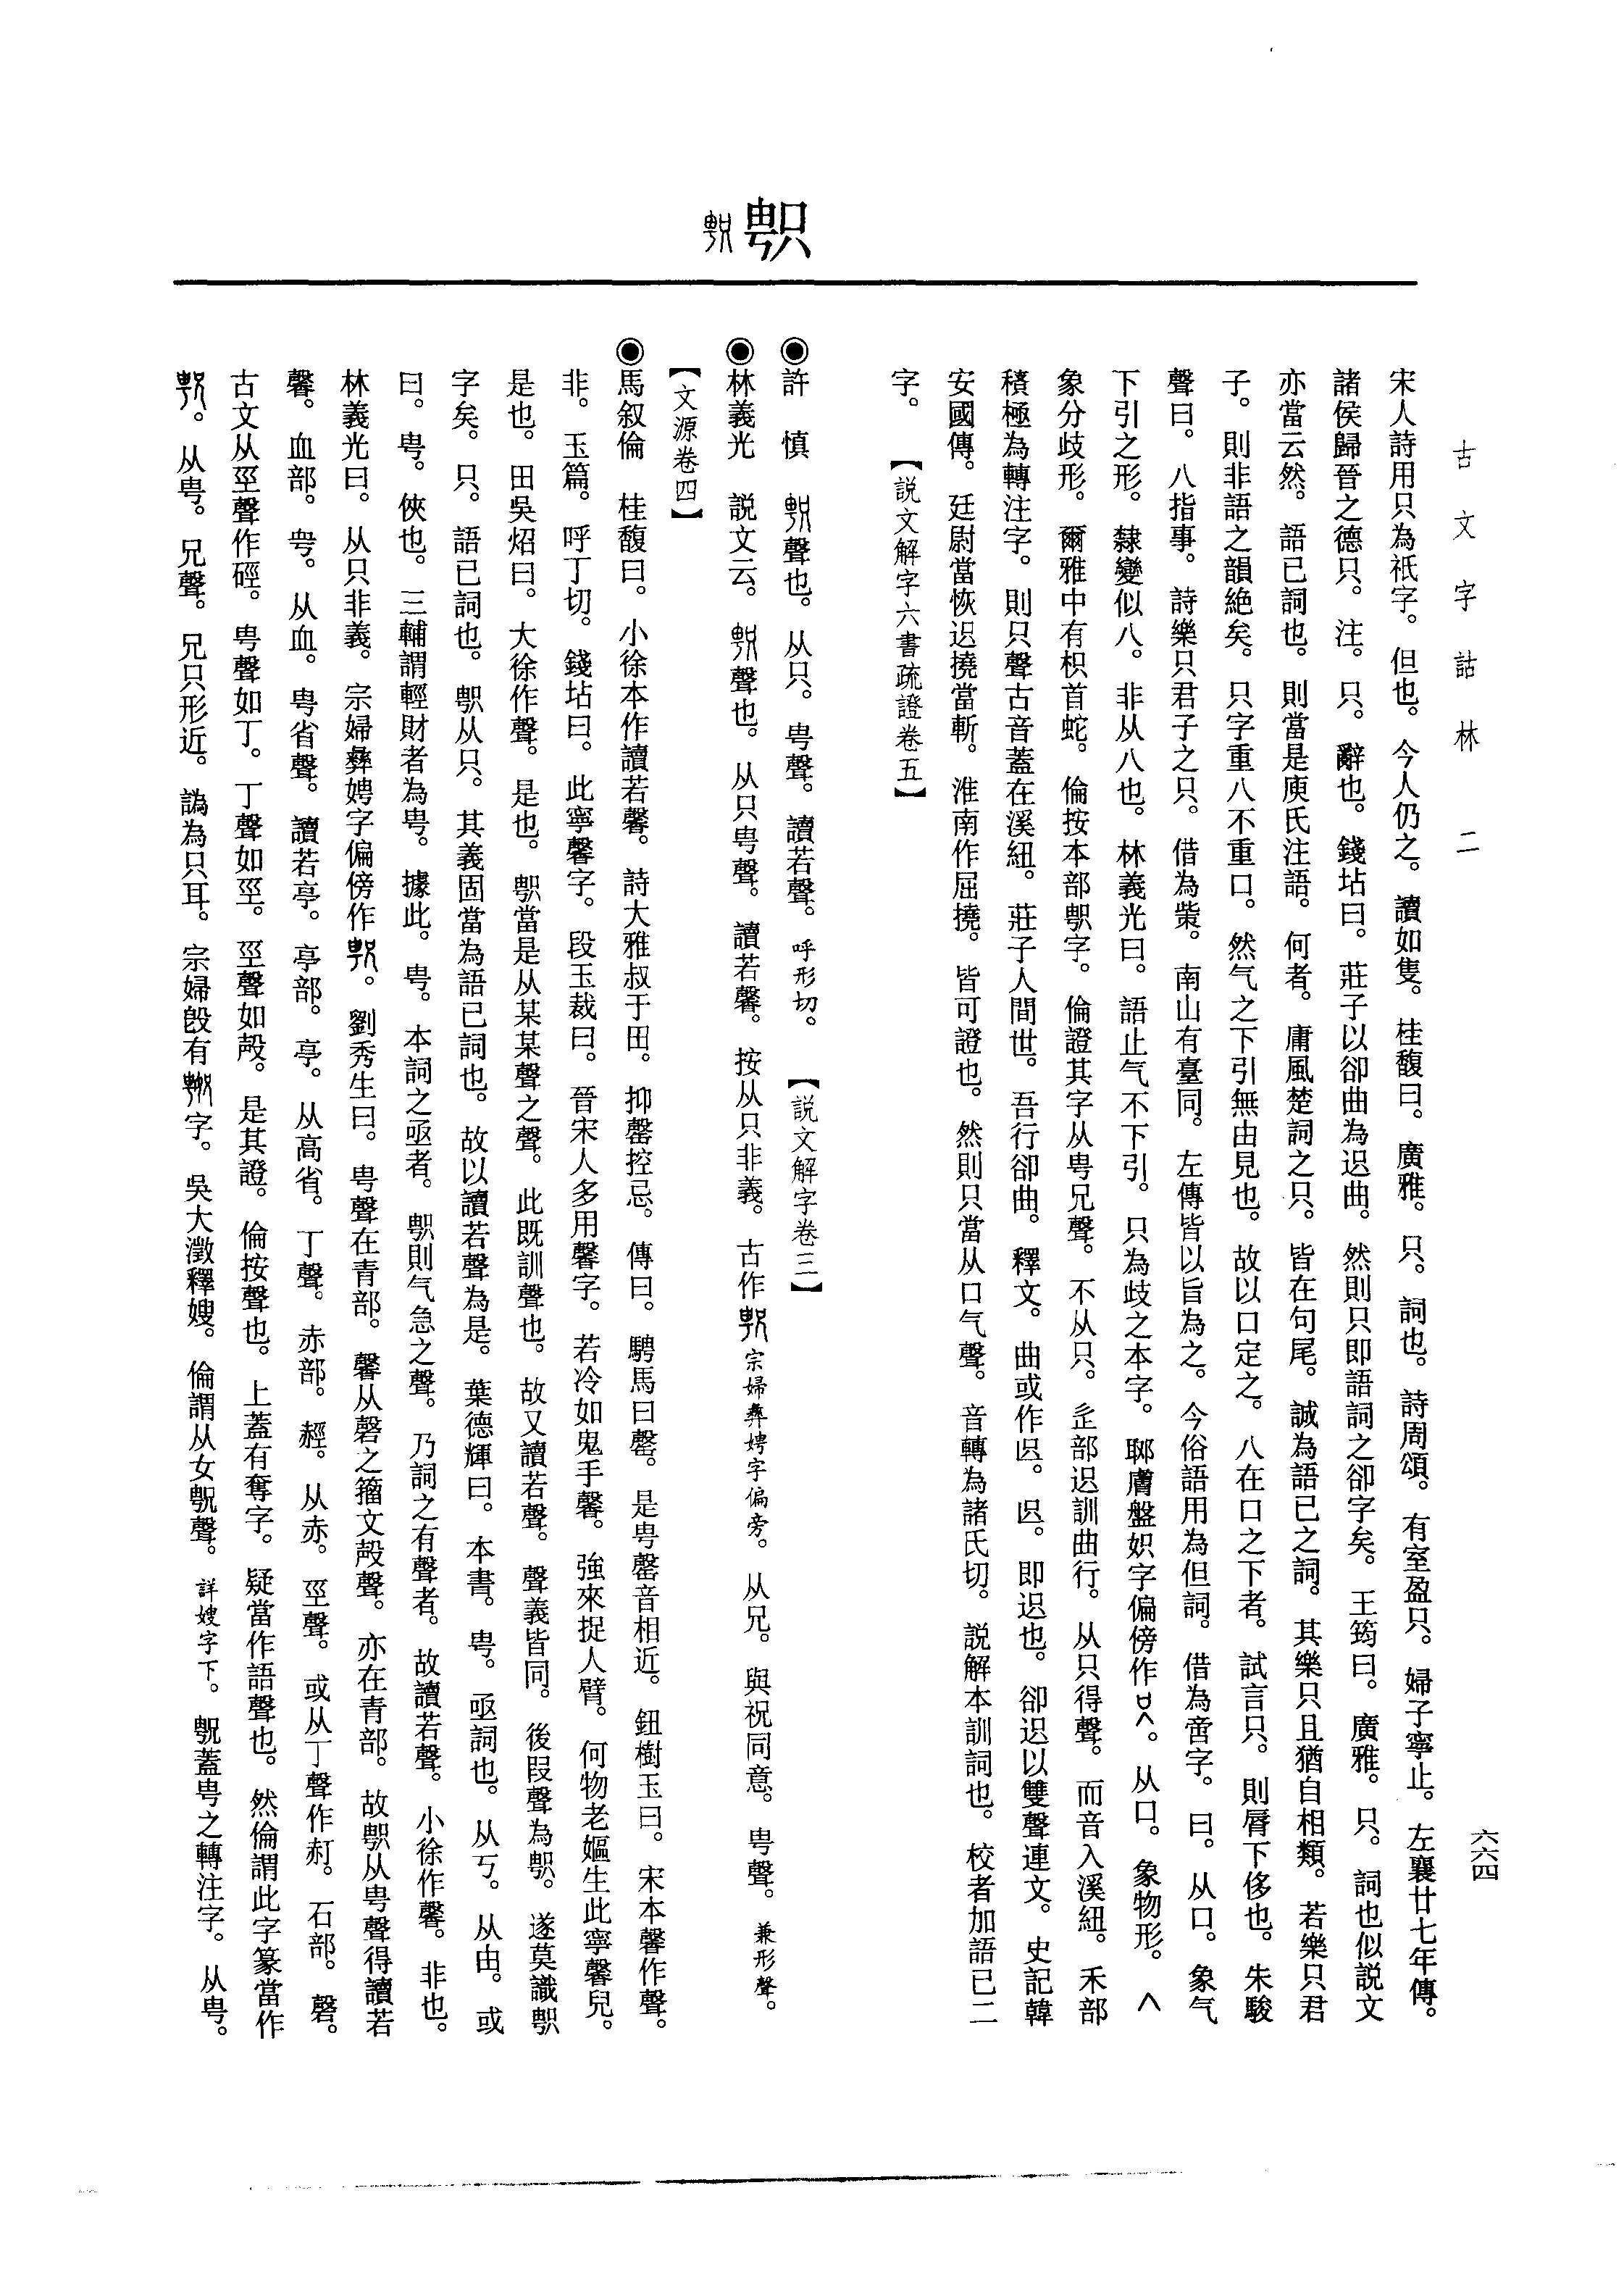 古文字詁林 二
六六四
宋人詩用只為祇字。但也。今人仍之。讀如隻。桂馥曰。廣雅。只。詞也。詩周頌。有室盈只。婦子寧止。左襄廿七年傳。
諸侯歸晉之德只。注。只。辭也。錢坫曰。莊子以卻曲為迟曲。然則只即語詞之卻字矣。王筠曰。廣雅。只。詞也似説文
亦當云然。語已詞也。則當是庾氏注語。何者。庸風楚詞之只。皆在句尾。誠為語已之詞。其樂只且猶自相類。若樂只君
子。則非語之韻絶矣。只字重八不重口。然气之下引無由見也。故以口定之。八在口之下者。試言只。則脣下侈也。朱駿
聲曰。八指事。詩樂只君子之只。借為紫。南山有臺同。左傳皆以旨為之。今俗語用為但詞。借為啻字。曰。从口。象气
下引之形。隸變似八。非从八也。林義光曰。語止气不下引。只為歧之本字。郰膚盤妡字偏傍作。从口。象物形。八
象分歧形。爾雅中有枳首蛇。倫按本部䚳字。倫證其字从甹兄聲。不从只。辵部迟訓曲行。从只得聲。而音入溪紐。禾部
積極為轉注字。則只聲古音蓋在溪紐。莊子人間世。吾行卻曲。釋文。曲或作𠯗。𠯗。即迟也。卻迟以雙聲連文。史記韓
安國傳。廷尉當恢迟撓當斬。淮南作屈撓。皆可證也。然則只當从口气聲。音轉為諸氏切。説解本訓詞也。校者加語已二
字。 【説文解字六書疏證卷五】
𠵾
◉許 慎 𠵾聲也。从只。甹聲。讀若聲。呼形切。 【説文解字卷三】
◉林義光 説文云。𠵾聲也。从只甹聲。讀若馨。按从只非義。古作宗婦彝娉字偏旁。从兄。與祝同意。甹聲。兼形聲。
【文源卷四】
◉馬叙倫 桂馥曰。小徐本作讀若馨。詩大雅叔于田。抑罄控忌。傳曰。騁馬曰罄。是甹罄音相近。鈕樹玉曰。宋本馨作聲。
非。玉篇。呼丁切。錢坫曰。此寧馨字。段玉裁曰。晉宋人多用馨字。若冷如鬼手馨。強來捉人臂。何物老嫗生此寧馨兒。
是也。田吳炤曰。大徐作聲。是也。𠵾當是从某某聲之聲。此既訓聲也。故又讀若聲。聲義皆同。後叚聲為𠵾。遂莫識𠵾
字矣。只。語已詞也。𠵾从只。其義固當為語已詞也。故以讀若聲為是。葉德輝曰。本書。甹。亟詞也。从丂。从由。或
曰。甹。俠也。三輔謂輕財者為甹。據此。甹。本詞之亟者。𠵾則气急之聲。乃詞之有聲者。故讀若聲。小徐作馨。非也。
林義光曰。从只非義。宗婦彝娉字偏傍作。劉秀生曰。甹聲在青部。馨从磬之籀文殸聲。亦在青部。故𠵾从甹聲得讀若
馨。血部。甹。从血。甹省聲。讀若亭。亭部。亭。从高省。丁聲。赤部。經。从赤。巠聲。或从丁聲作䞓。石部。磬。
古文从巠聲作硜。甹聲如丁。丁聲如巠。巠聲如殸。是其證。倫按聲也。上蓋有奪字。疑當作語聲也。然倫謂此字篆當作
。从甹。兄聲。兄只形近。譌為只耳。宗婦𣪘有字。吳大澂釋嫂。倫謂从女聲。詳嫂字下。蓋甹之轉注字。从甹。